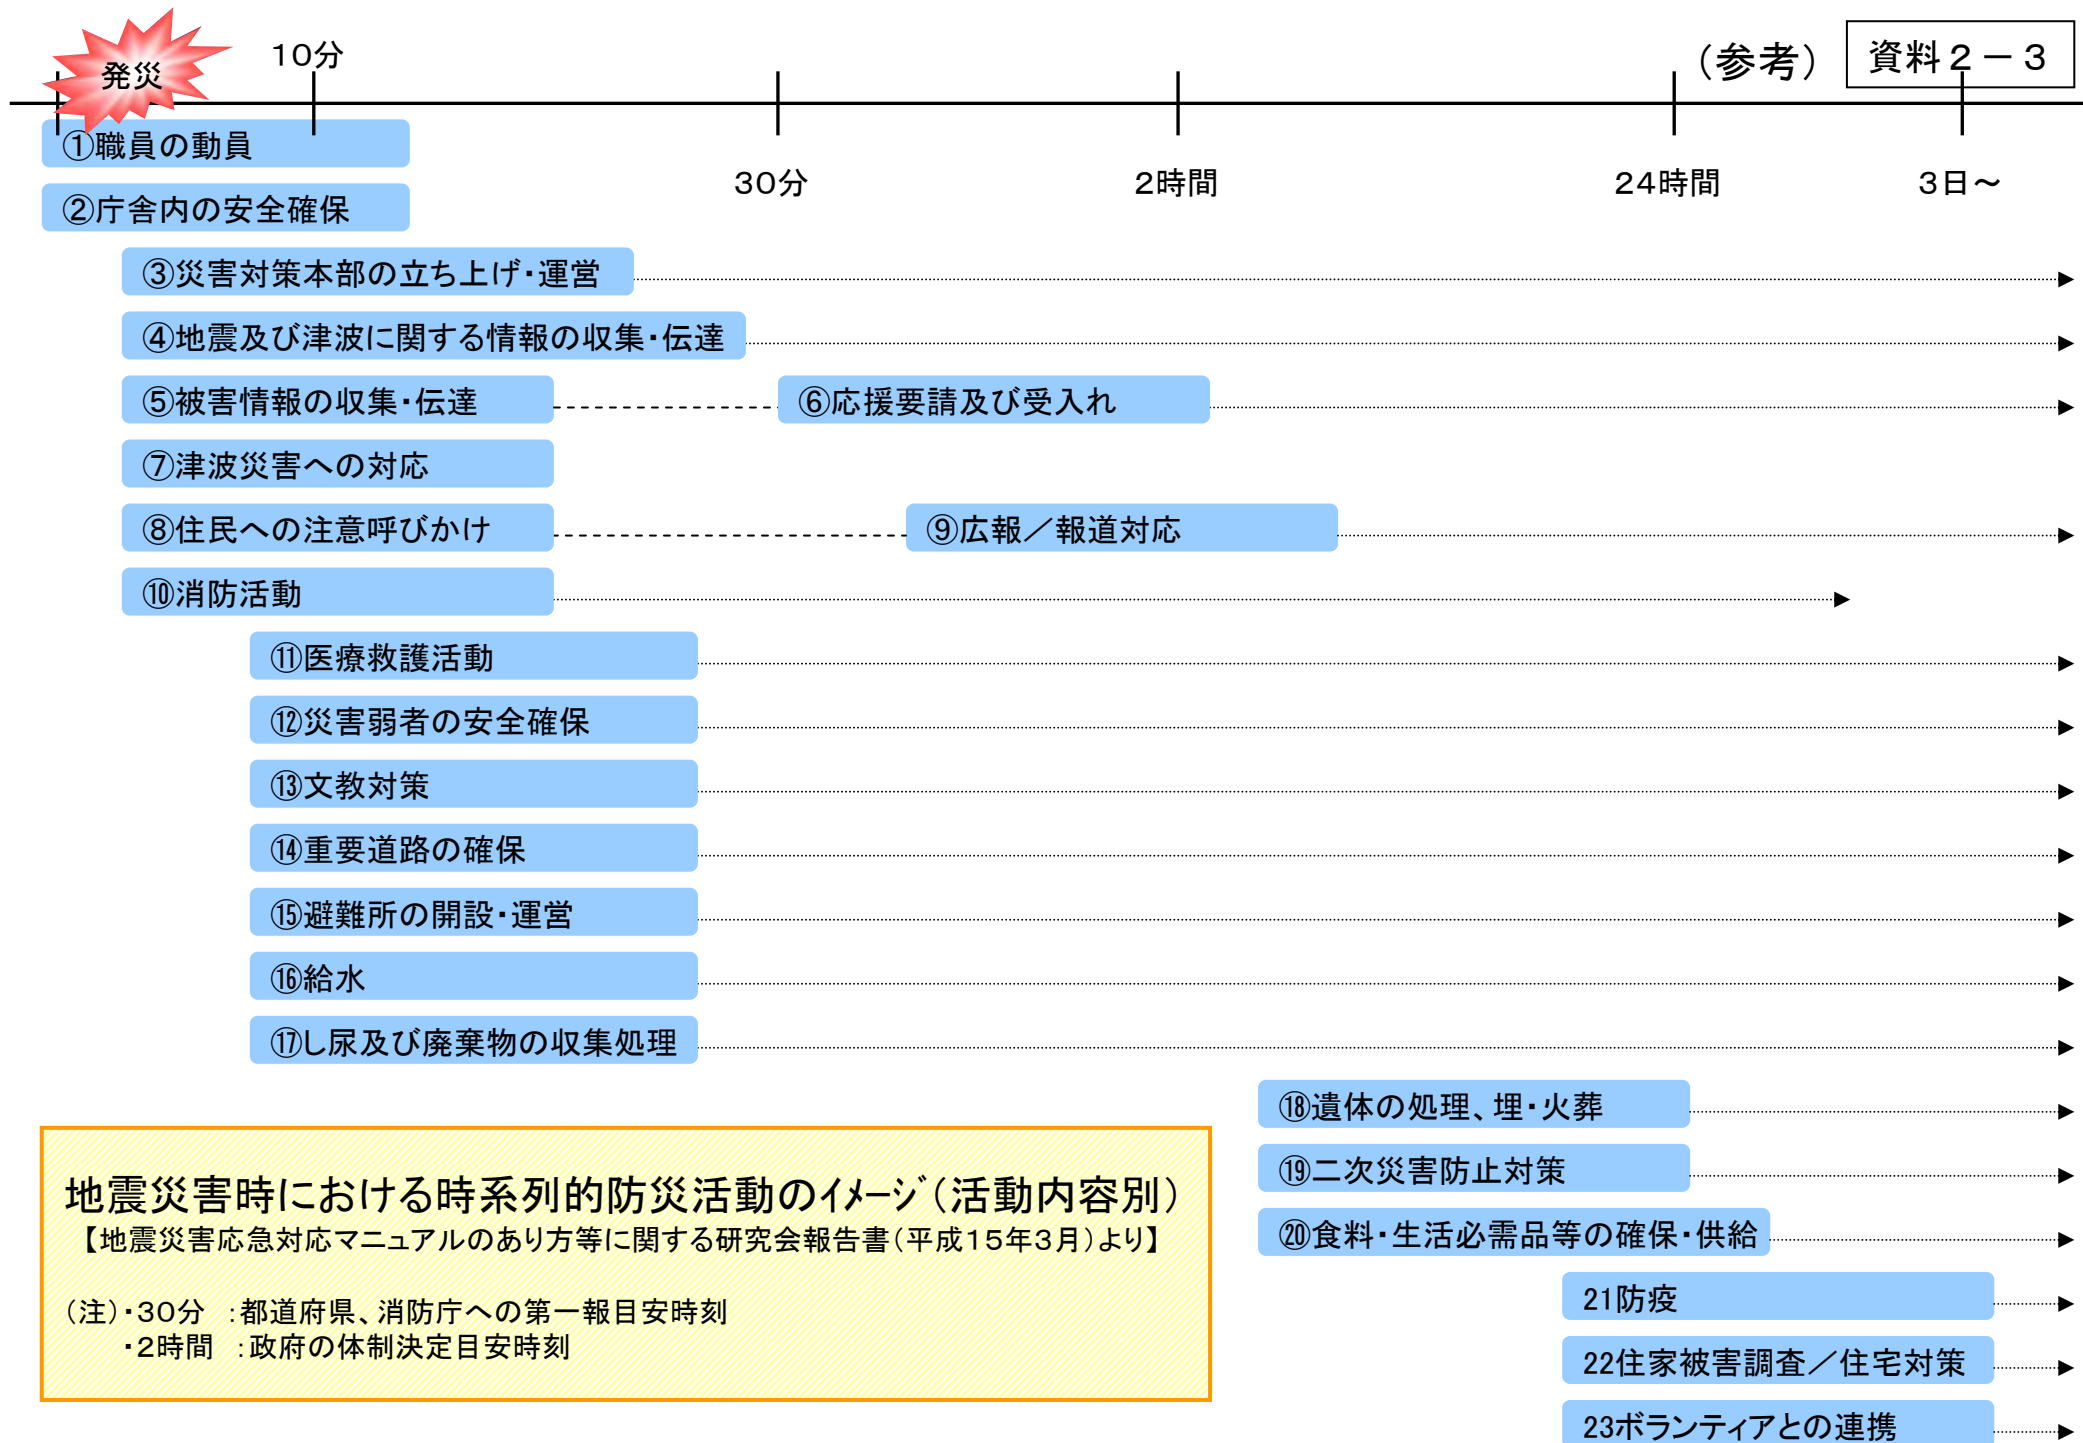 発災
10分
（参考）
資料２－３
30分
2時間
24時間
3日～
①職員の動員
②庁舎内の安全確保
③災害対策本部の立ち上げ・運営
④地震及び津波に関する情報の収集・伝達
⑤被害情報の収集・伝達
⑥応援要請及び受入れ
⑦津波災害への対応
⑧住民への注意呼びかけ
⑨広報／報道対応
⑩消防活動
⑪医療救護活動
⑫災害弱者の安全確保
⑬文教対策
⑭重要道路の確保
⑮避難所の開設・運営
⑯給水
⑰し尿及び廃棄物の収集処理
⑱遺体の処理、埋・火葬
⑲二次災害防止対策
⑳食料・生活必需品等の確保・供給
21防疫
22住家被害調査／住宅対策
23ボランティアとの連携
地震災害時における時系列的防災活動のｲﾒｰｼﾞ（活動内容別）
【地震災害応急対応マニュアルのあり方等に関する研究会報告書（平成15年3月）より】
（注）・30分　：都道府県、消防庁への第一報目安時刻
・2時間　：政府の体制決定目安時刻